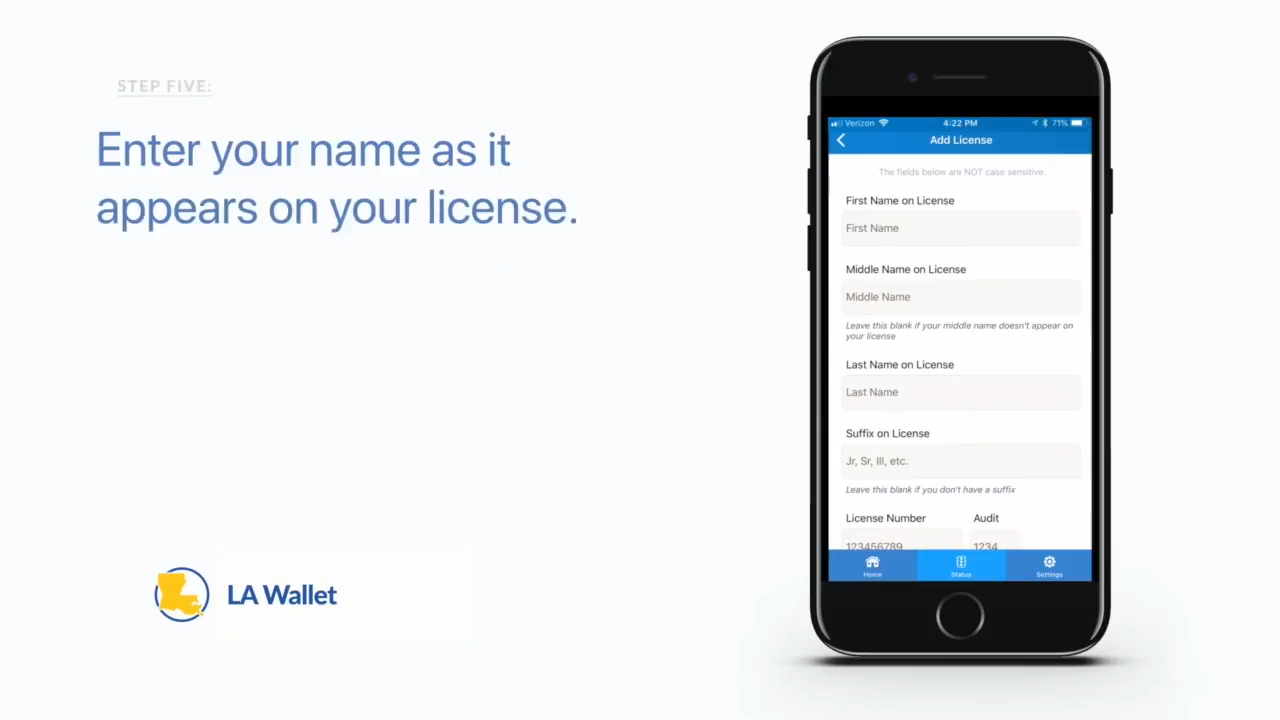 STEP FIVE:
Enter your name as it
appears on your license.
LA Wallet
Verizon 4:22 PM 71%
Add License
The fields below are NOT case sensitive.
First Name on License
First Name
Middle Name on License
Middle Name
Leave this blank if your middle name doesn't appear on
your license
Last Name on License
Last Name
Suffix on License
Jr, Sr, III, etc.
Leave this blank if you don't have a suffix
License Number Audit
123456789 1234
Home Status Settings